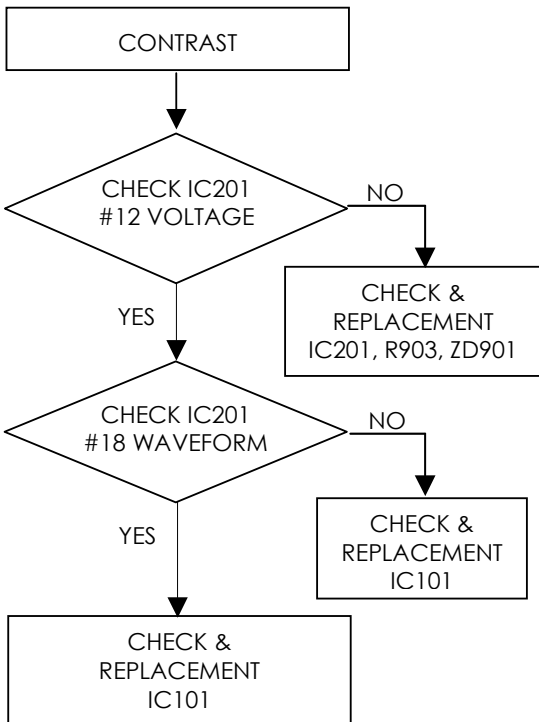 CONTRAST
CHECK IC201
#12 VOLTAGE
NO
CHECK &
REPLACEMENT
IC201, R903, ZD901
YES
CHECK IC201
#18 WAVEFORM
NO
CHECK &
REPLACEMENT
IC101
YES
CHECK &
REPLACEMENT
IC101